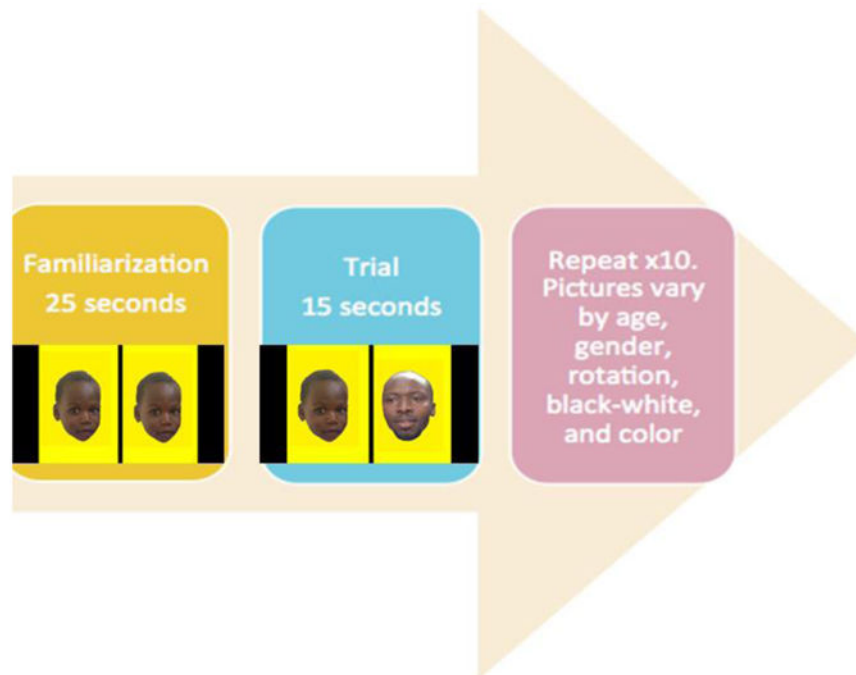 Familiarization
25 seconds
Trial
15 seconds
Repeat x10.
Pictures vary
by age,
gender,
rotation,
black-white,
and color